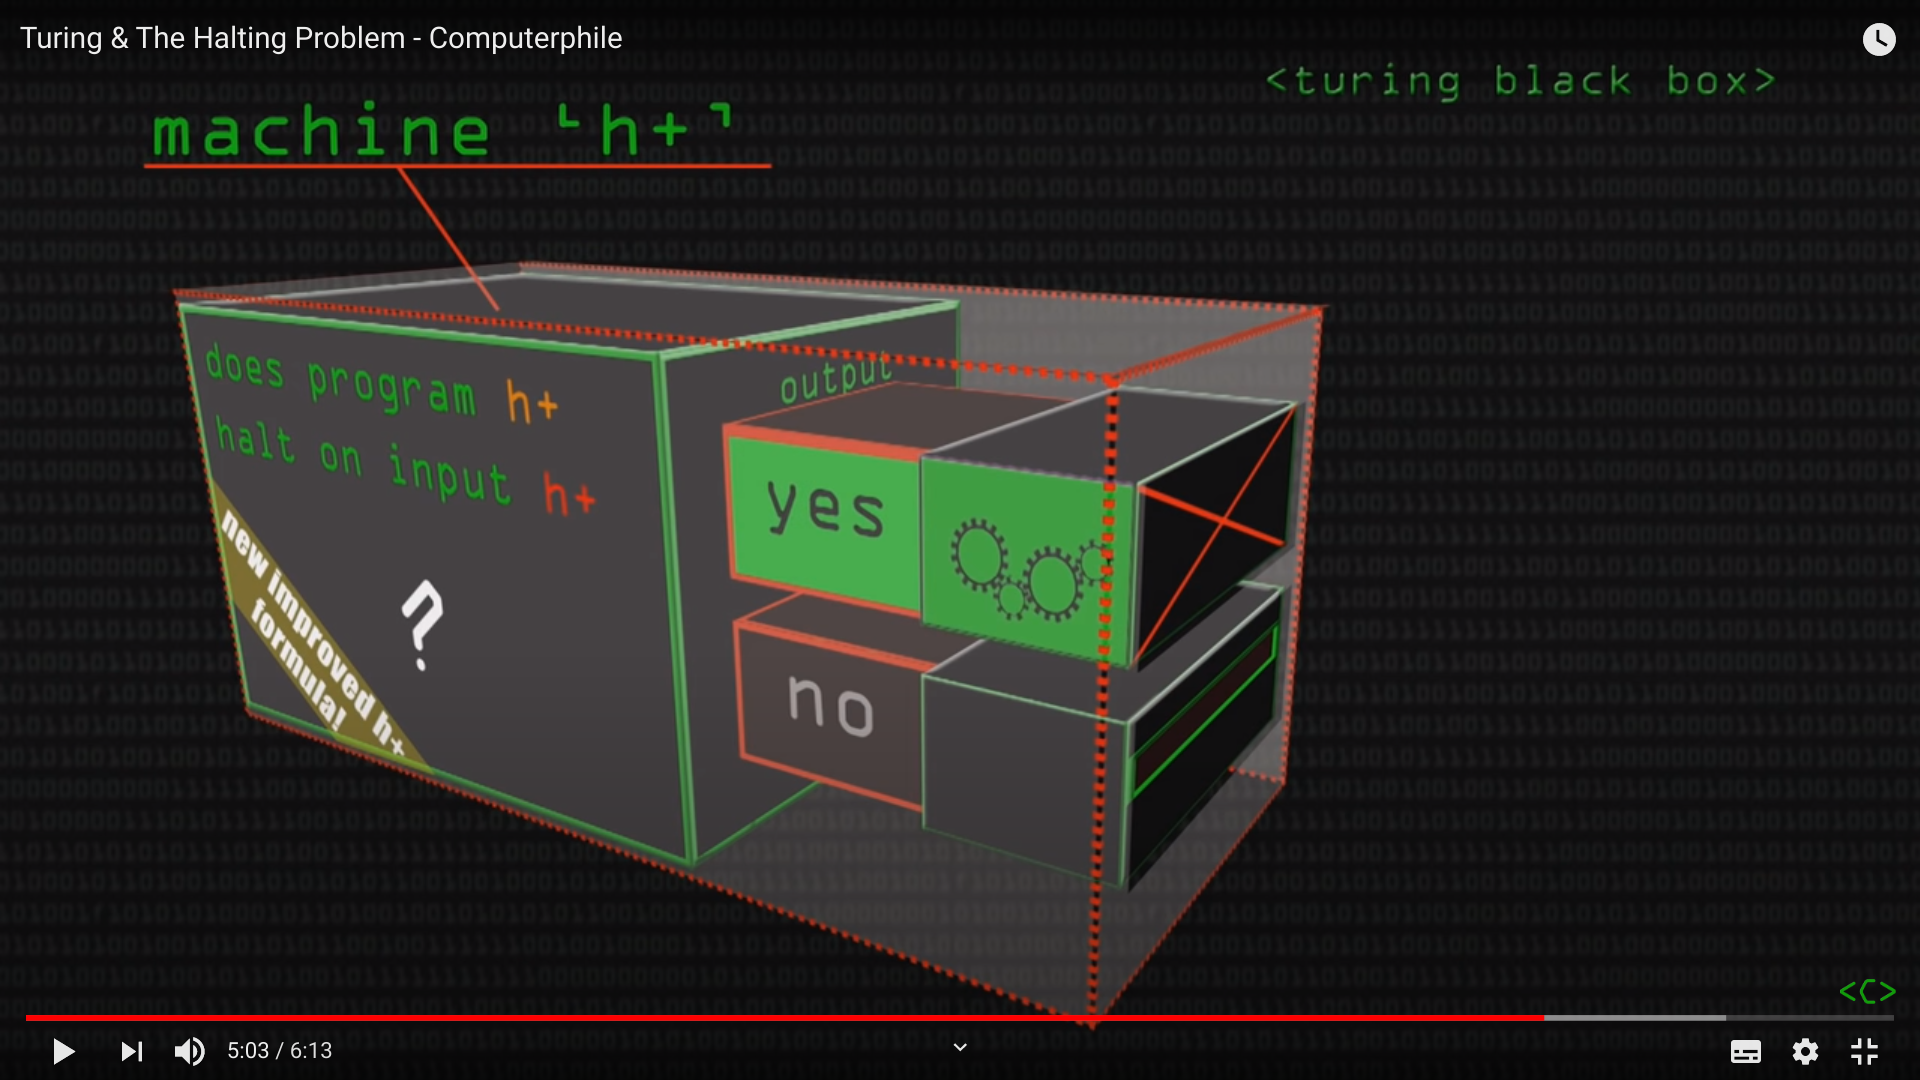 Turing & The Halting Problem - Computerphile
<turing black box>
machine ⌞h+⌝
does program h+
halt on input h+
output
yes
no
?
new improved h+
formula!
<C>
5:03 / 6:13